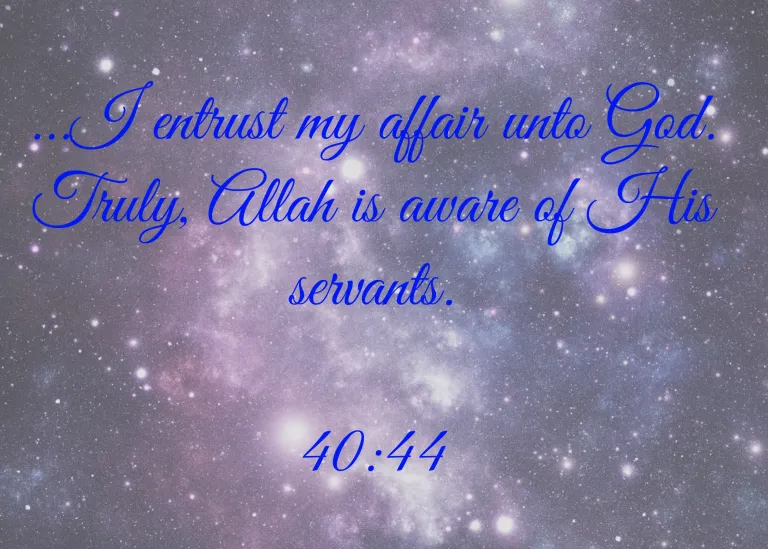 ...I entrust my affair unto God.
Truly, Allah is aware of His
servants.
40:44